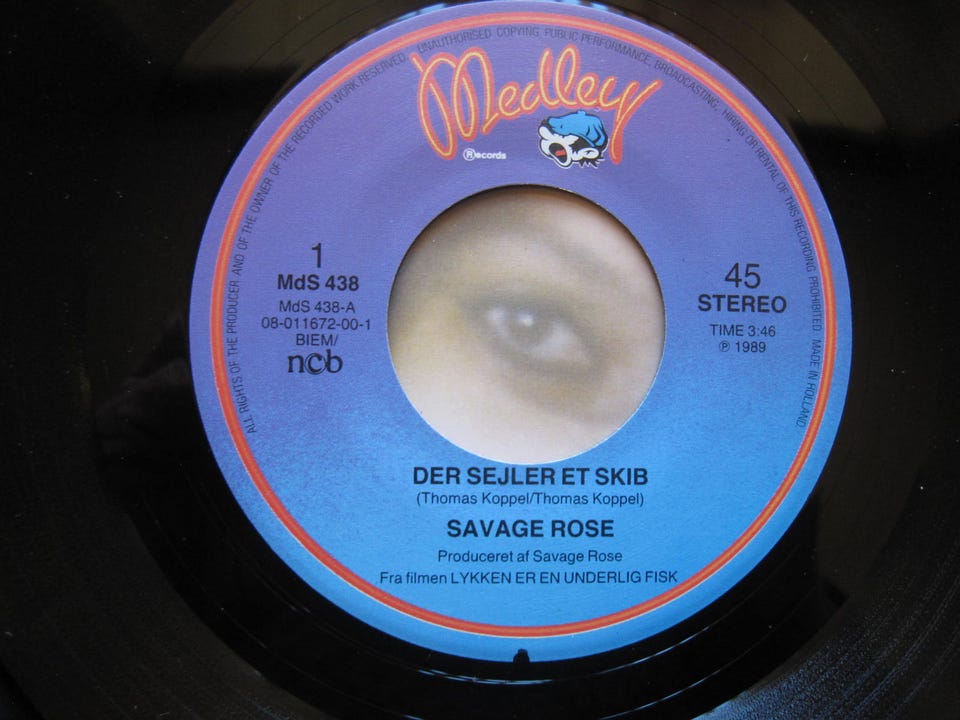 ALL RIGHTS OF THE PRODUCER AND OF THE OWNER OF THE RECORDED WORK RESERVED. UNAUTHORISED COPYING, PUBLIC PERFORMANCE, BROADCASTING, HIRING OR RENTAL OF THIS RECORDING PROHIBITED. MADE IN HOLLAND
Medley
®ecords
1
MdS 438
MdS 438-A
08-011672-00-1
BIEM/
ncb
45
STEREO
TIME 3:46
℗ 1989
DER SEJLER ET SKIB
(Thomas Koppel/Thomas Koppel)
SAVAGE ROSE
Produceret af Savage Rose
Fra filmen LYKKEN ER EN UNDERLIG FISK